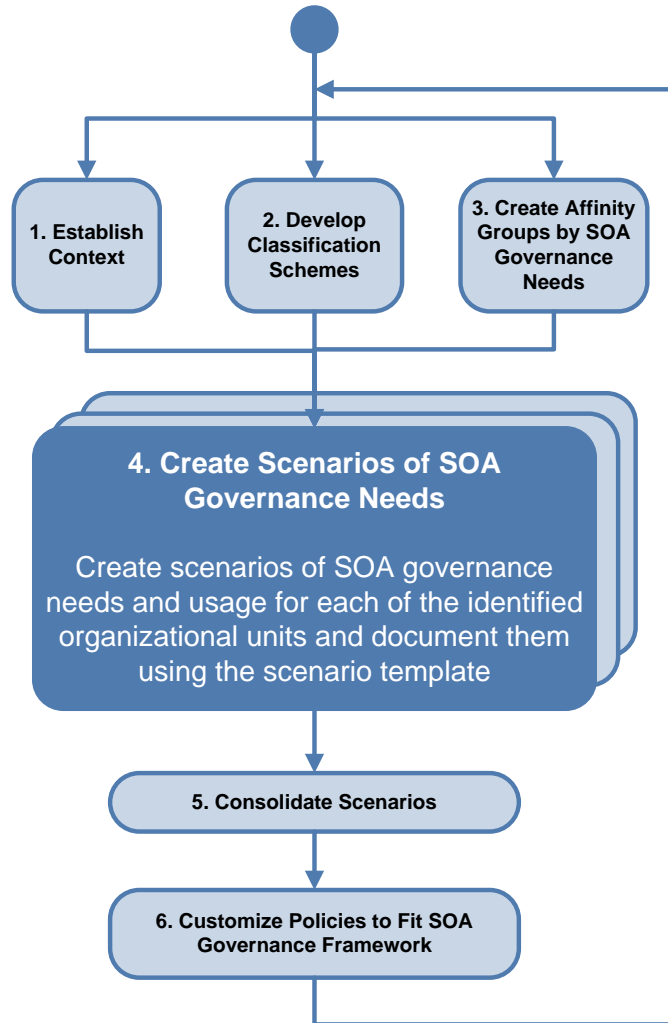 1. Establish
Context
2. Develop
Classification
Schemes
3. Create Affinity
Groups by SOA
Governance
Needs
4. Create Scenarios of SOA
Governance Needs
Create scenarios of SOA governance
needs and usage for each of the identified
organizational units and document them
using the scenario template
5. Consolidate Scenarios
6. Customize Policies to Fit SOA
Governance Framework